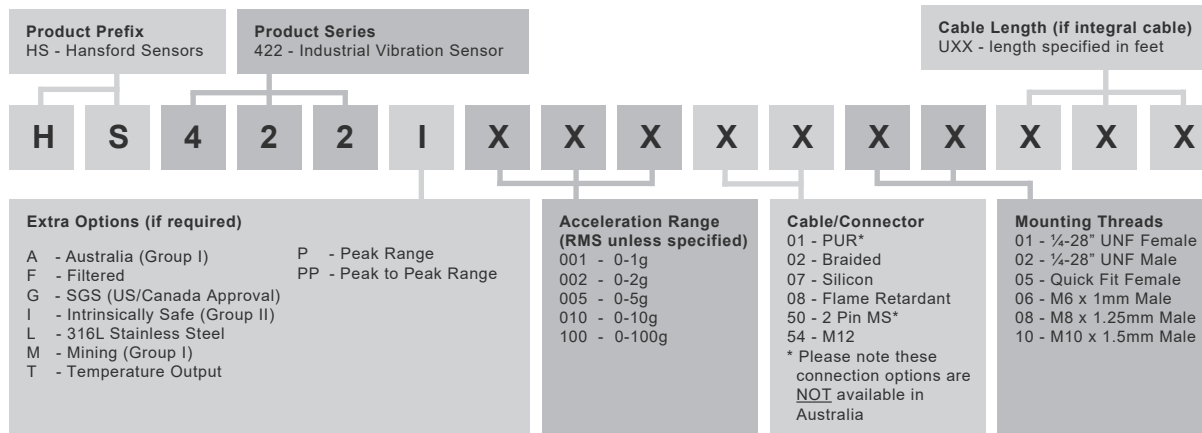 Product Prefix
HS - Hansford Sensors
Product Series
422 - Industrial Vibration Sensor
Cable Length (if integral cable)
UXX - length specified in feet
H S 4 2 2 I X X X X X X X X X X
Extra Options (if required)
A - Australia (Group I)
F - Filtered
G - SGS (US/Canada Approval)
I - Intrinsically Safe (Group II)
L - 316L Stainless Steel
M - Mining (Group I)
T - Temperature Output
P - Peak Range
PP - Peak to Peak Range
Acceleration Range
(RMS unless specified)
001 - 0-1g
002 - 0-2g
005 - 0-5g
010 - 0-10g
100 - 0-100g
Cable/Connector
01 - PUR*
02 - Braided
07 - Silicon
08 - Flame Retardant
50 - 2 Pin MS*
54 - M12
* Please note these
connection options are
NOT available in
Australia
Mounting Threads
01 - ¼-28” UNF Female
02 - ¼-28” UNF Male
05 - Quick Fit Female
06 - M6 x 1mm Male
08 - M8 x 1.25mm Male
10 - M10 x 1.5mm Male